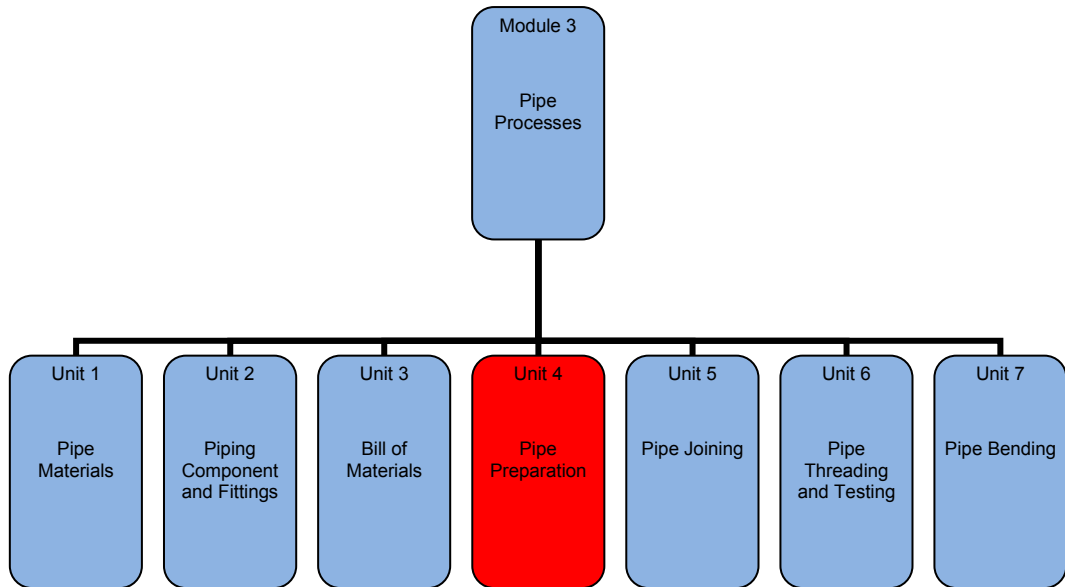 Module 3
Pipe
Processes
Unit 1
Pipe
Materials
Unit 2
Piping
Component
and Fittings
Unit 3
Bill of
Materials
Unit 4
Pipe
Preparation
Unit 5
Pipe Joining
Unit 6
Pipe
Threading
and Testing
Unit 7
Pipe Bending